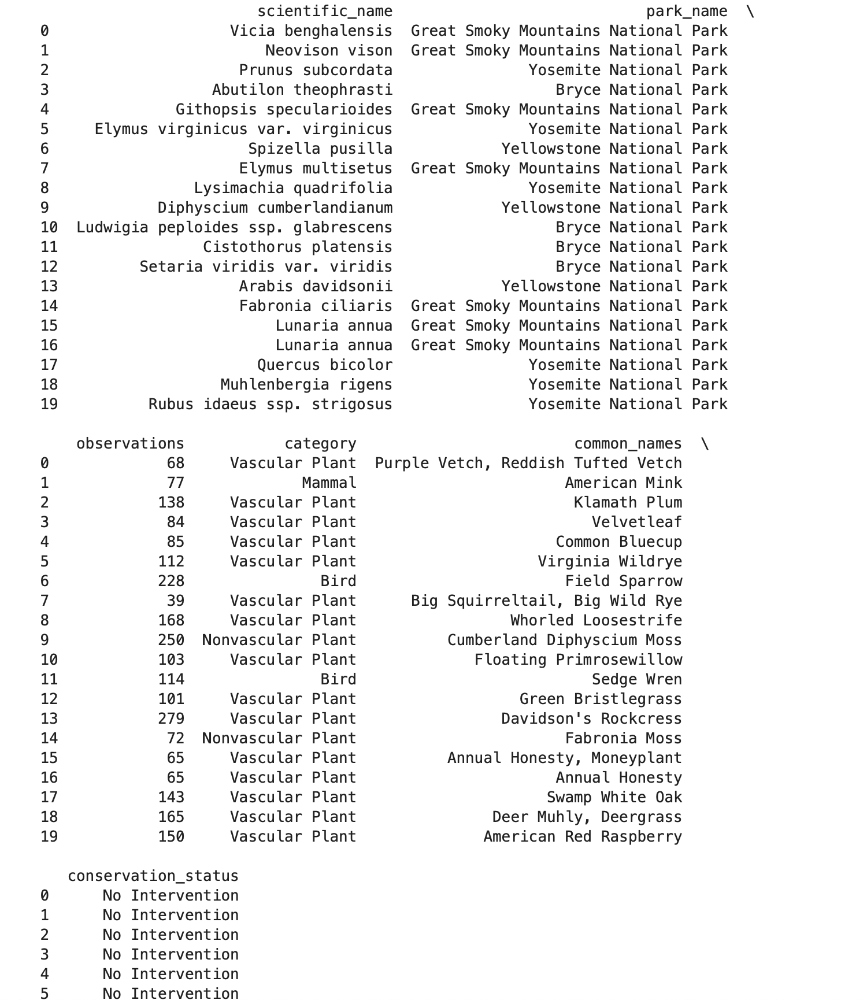 scientific_name park_name \
0 Vicia benghalensis Great Smoky Mountains National Park
1 Neovison vison Great Smoky Mountains National Park
2 Prunus subcordata Yosemite National Park
3 Abutilon theophrasti Bryce National Park
4 Githopsis specularioides Great Smoky Mountains National Park
5 Elymus virginicus var. virginicus Yosemite National Park
6 Spizella pusilla Yellowstone National Park
7 Elymus multisetus Great Smoky Mountains National Park
8 Lysimachia quadrifolia Yosemite National Park
9 Diphyscium cumberlandianum Yellowstone National Park
10 Ludwigia peploides ssp. glabrescens Bryce National Park
11 Cistothorus platensis Bryce National Park
12 Setaria viridis var. viridis Bryce National Park
13 Arabis davidsonii Yellowstone National Park
14 Fabronia ciliaris Great Smoky Mountains National Park
15 Lunaria annua Great Smoky Mountains National Park
16 Lunaria annua Great Smoky Mountains National Park
17 Quercus bicolor Yosemite National Park
18 Muhlenbergia rigens Yosemite National Park
19 Rubus idaeus ssp. strigosus Yosemite National Park
observations category common_names \
0 68 Vascular Plant Purple Vetch, Reddish Tufted Vetch
1 77 Mammal American Mink
2 138 Vascular Plant Klamath Plum
3 84 Vascular Plant Velvetleaf
4 85 Vascular Plant Common Bluecup
5 112 Vascular Plant Virginia Wildrye
6 228 Bird Field Sparrow
7 39 Vascular Plant Big Squirreltail, Big Wild Rye
8 168 Vascular Plant Whorled Loosestrife
9 250 Nonvascular Plant Cumberland Diphyscium Moss
10 103 Vascular Plant Floating Primrosewillow
11 114 Bird Sedge Wren
12 101 Vascular Plant Green Bristlegrass
13 279 Vascular Plant Davidson's Rockcress
14 72 Nonvascular Plant Fabronia Moss
15 65 Vascular Plant Annual Honesty, Moneyplant
16 65 Vascular Plant Annual Honesty
17 143 Vascular Plant Swamp White Oak
18 165 Vascular Plant Deer Muhly, Deergrass
19 150 Vascular Plant American Red Raspberry
conservation_status
0 No Intervention
1 No Intervention
2 No Intervention
3 No Intervention
4 No Intervention
5 No Intervention